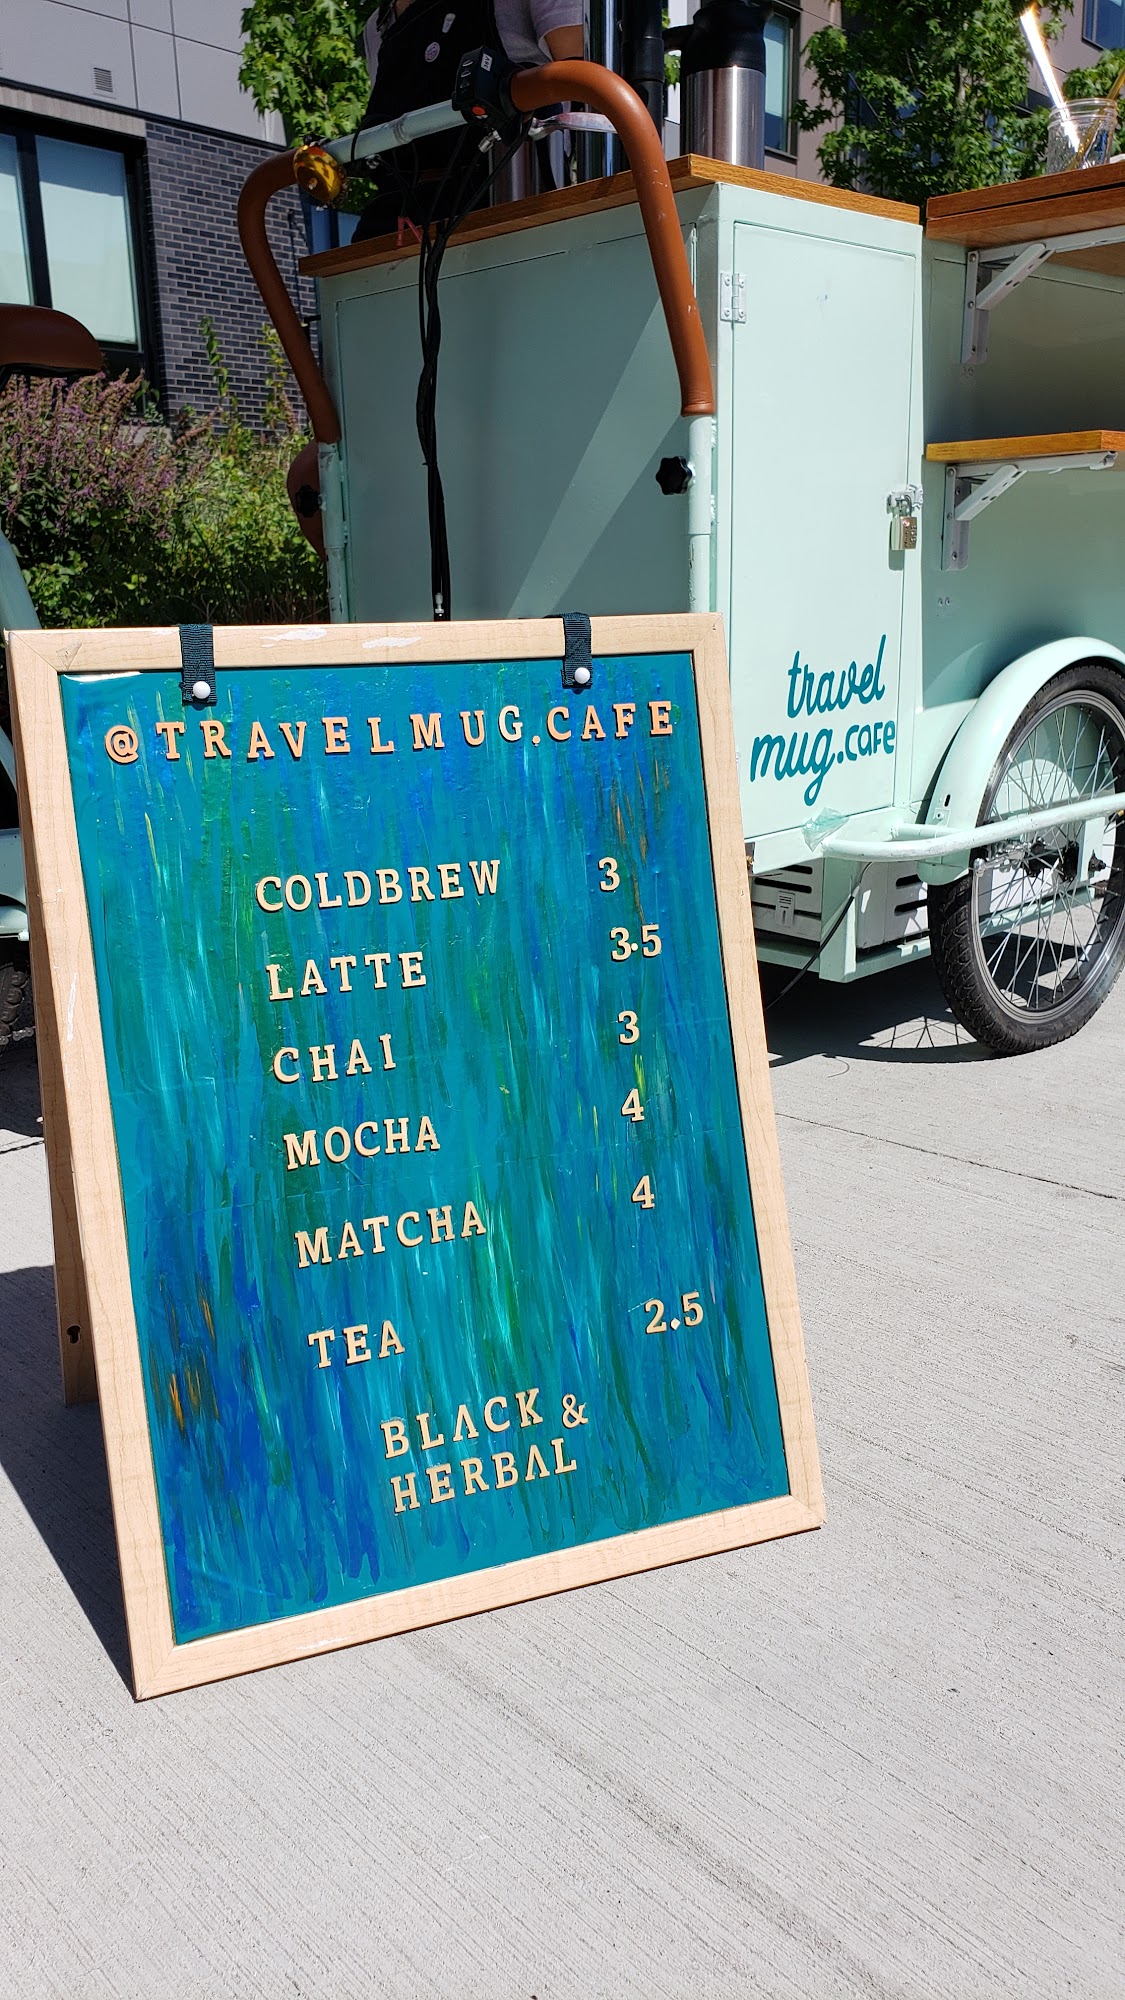 @TRAVELMUG.CAFE
COLDBREW 3
LATTE 3.5
CHAI 3
MOCHA 4
MATCHA 4
TEA 2.5
BLACK &
HERBAL
travel
mug.cafe